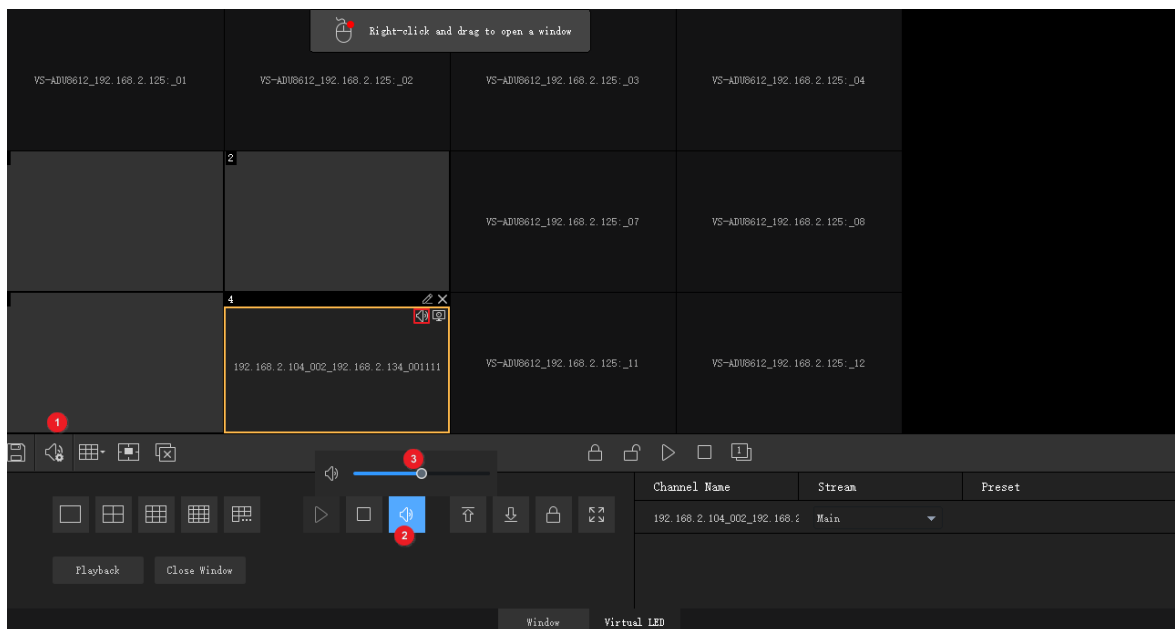 Right-click and drag to open a window
VS-ADU8612_192.168.2.125:_01
VS-ADU8612_192.168.2.125:_02
VS-ADU8612_192.168.2.125:_03
VS-ADU8612_192.168.2.125:_04
2
VS-ADU8612_192.168.2.125:_07
VS-ADU8612_192.168.2.125:_08
4
192.168.2.104_002_192.168.2.134_001111
VS-ADU8612_192.168.2.125:_11
VS-ADU8612_192.168.2.125:_12
1
1
3
Channel Name Stream Preset
192.168.2.104_002_192.168.2 Main
2
Playback Close Window
Window Virtual LED